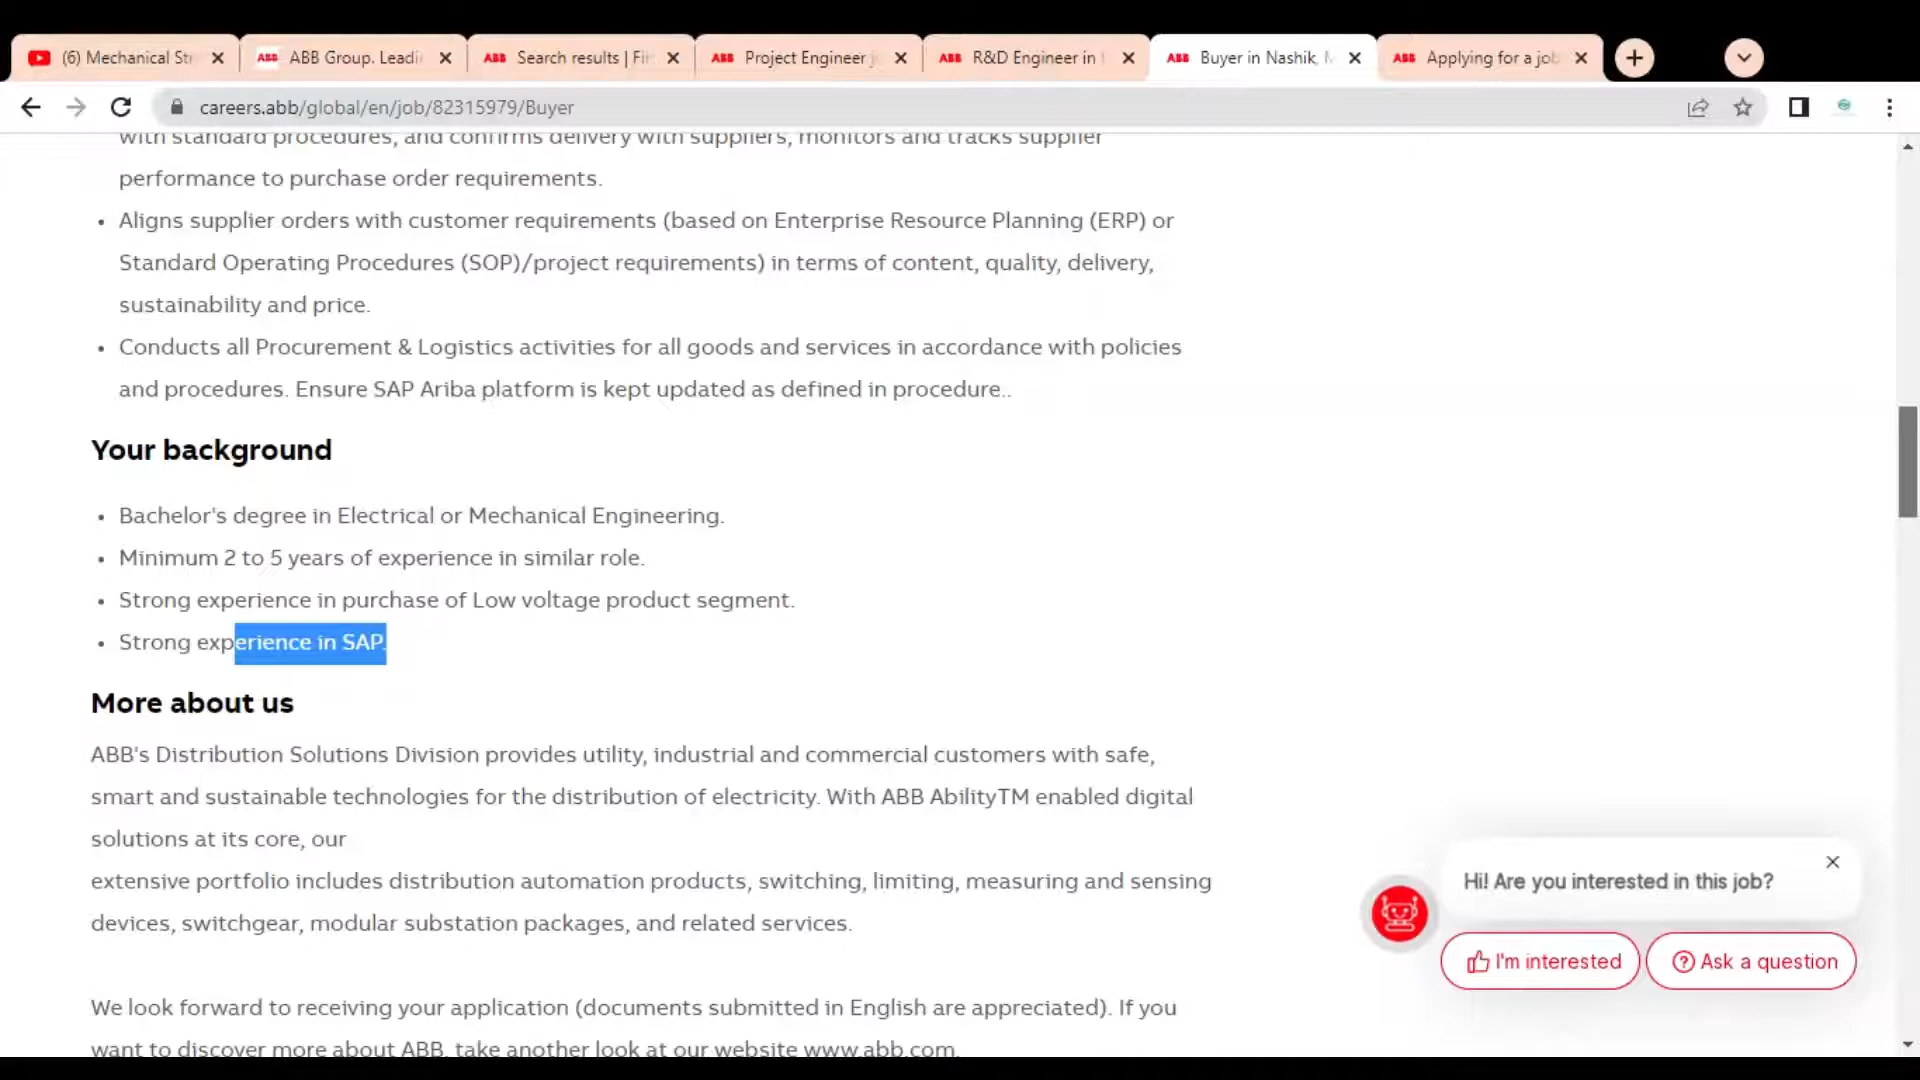 (6) Mechanical Str
ABB ABB Group. Leadi
ABB Search results | Fi
ABB Project Engineer j
ABB R&D Engineer in
ABB Buyer in Nashik, M
ABB Applying for a job
careers.abb/global/en/job/82315979/Buyer
with standard procedures, and confirms delivery with suppliers, monitors and tracks supplier
performance to purchase order requirements.
• Aligns supplier orders with customer requirements (based on Enterprise Resource Planning (ERP) or
Standard Operating Procedures (SOP)/project requirements) in terms of content, quality, delivery,
sustainability and price.
• Conducts all Procurement & Logistics activities for all goods and services in accordance with policies
and procedures. Ensure SAP Ariba platform is kept updated as defined in procedure..
Your background
• Bachelor's degree in Electrical or Mechanical Engineering.
• Minimum 2 to 5 years of experience in similar role.
• Strong experience in purchase of Low voltage product segment.
• Strong experience in SAP.
More about us
ABB's Distribution Solutions Division provides utility, industrial and commercial customers with safe,
smart and sustainable technologies for the distribution of electricity. With ABB AbilityTM enabled digital
solutions at its core, our
extensive portfolio includes distribution automation products, switching, limiting, measuring and sensing
devices, switchgear, modular substation packages, and related services.
We look forward to receiving your application (documents submitted in English are appreciated). If you
want to discover more about ABB, take another look at our website www.abb.com.
Hi! Are you interested in this job?
I'm interested
Ask a question